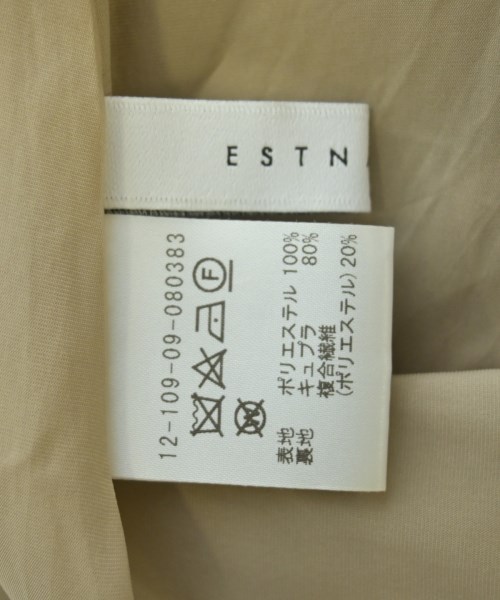 ESTN
12-109-09-080383
F
W
表地 ポリエステル 100%
裏地 キュプラ 80%
複合繊維
(ポリエステル) 20%